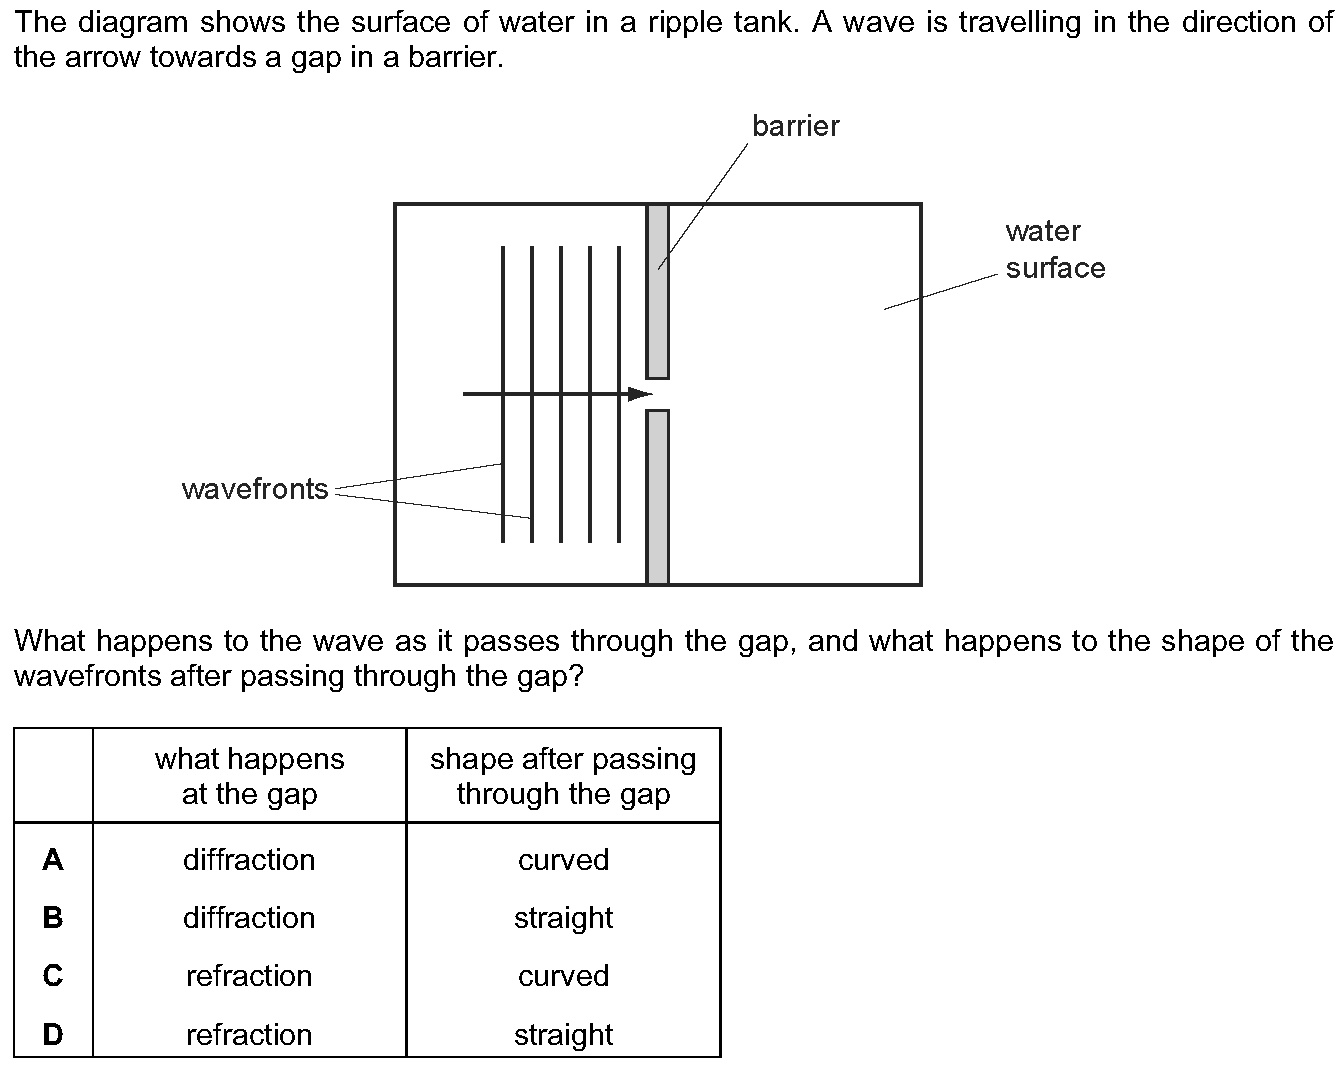 The diagram shows the surface of water in a ripple tank. A wave is travelling in the direction of
the arrow towards a gap in a barrier.
barrier
water
surface
wavefronts
What happens to the wave as it passes through the gap, and what happens to the shape of the
wavefronts after passing through the gap?
what happens
at the gap
shape after passing
through the gap
A diffraction curved
B diffraction straight
C refraction curved
D refraction straight